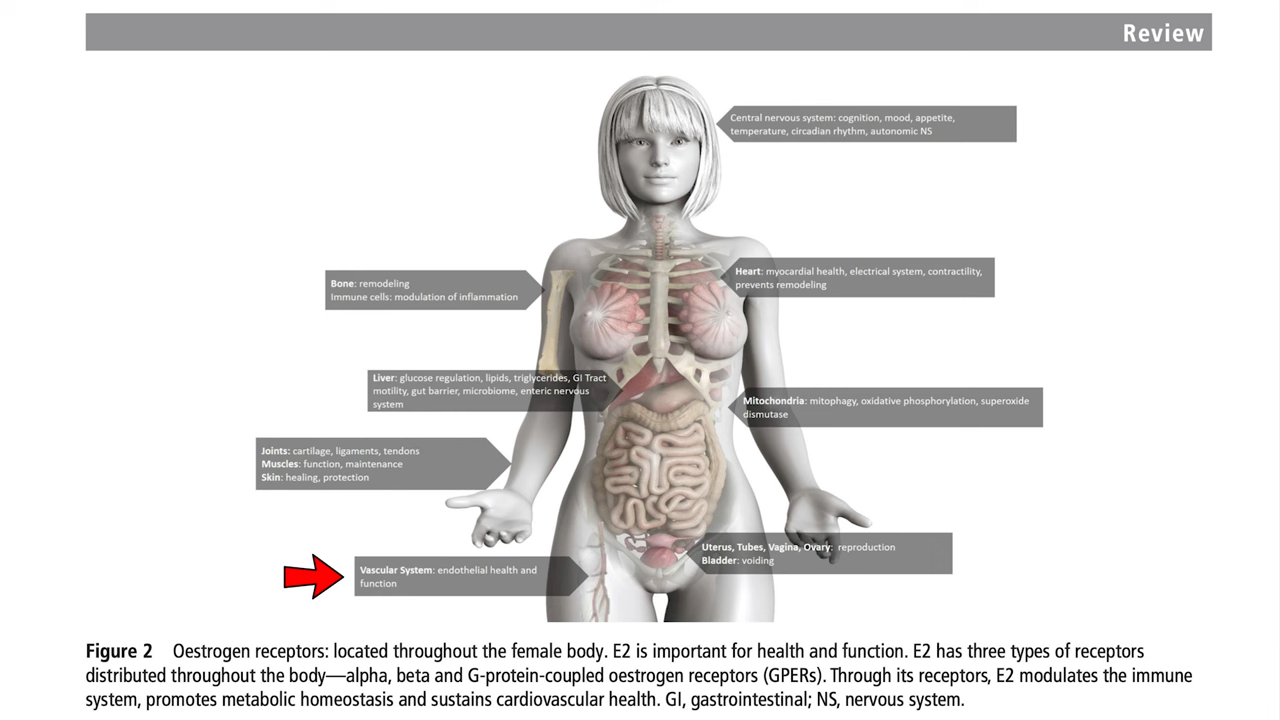 Review
Central nervous system: cognition, mood, appetite,
temperature, circadian rhythm, autonomic NS
Bone: remodeling
Immune cells: modulation of inflammation
Heart: myocardial health, electrical system, contractility,
prevents remodeling
Liver: glucose regulation, lipids, triglycerides, GI Tract
motility, gut barrier, microbiome, enteric nervous
system
Mitochondria: mitophagy, oxidative phosphorylation, superoxide
dismutase
Joints: cartilage, ligaments, tendons
Muscles: function, maintenance
Skin: healing, protection
Uterus, Tubes, Vagina, Ovary: reproduction
Bladder: voiding
Vascular System: endothelial health and
function
Figure 2 Oestrogen receptors: located throughout the female body. E2 is important for health and function. E2 has three types of receptors
distributed throughout the body—alpha, beta and G-protein-coupled oestrogen receptors (GPERs). Through its receptors, E2 modulates the immune
system, promotes metabolic homeostasis and sustains cardiovascular health. GI, gastrointestinal; NS, nervous system.